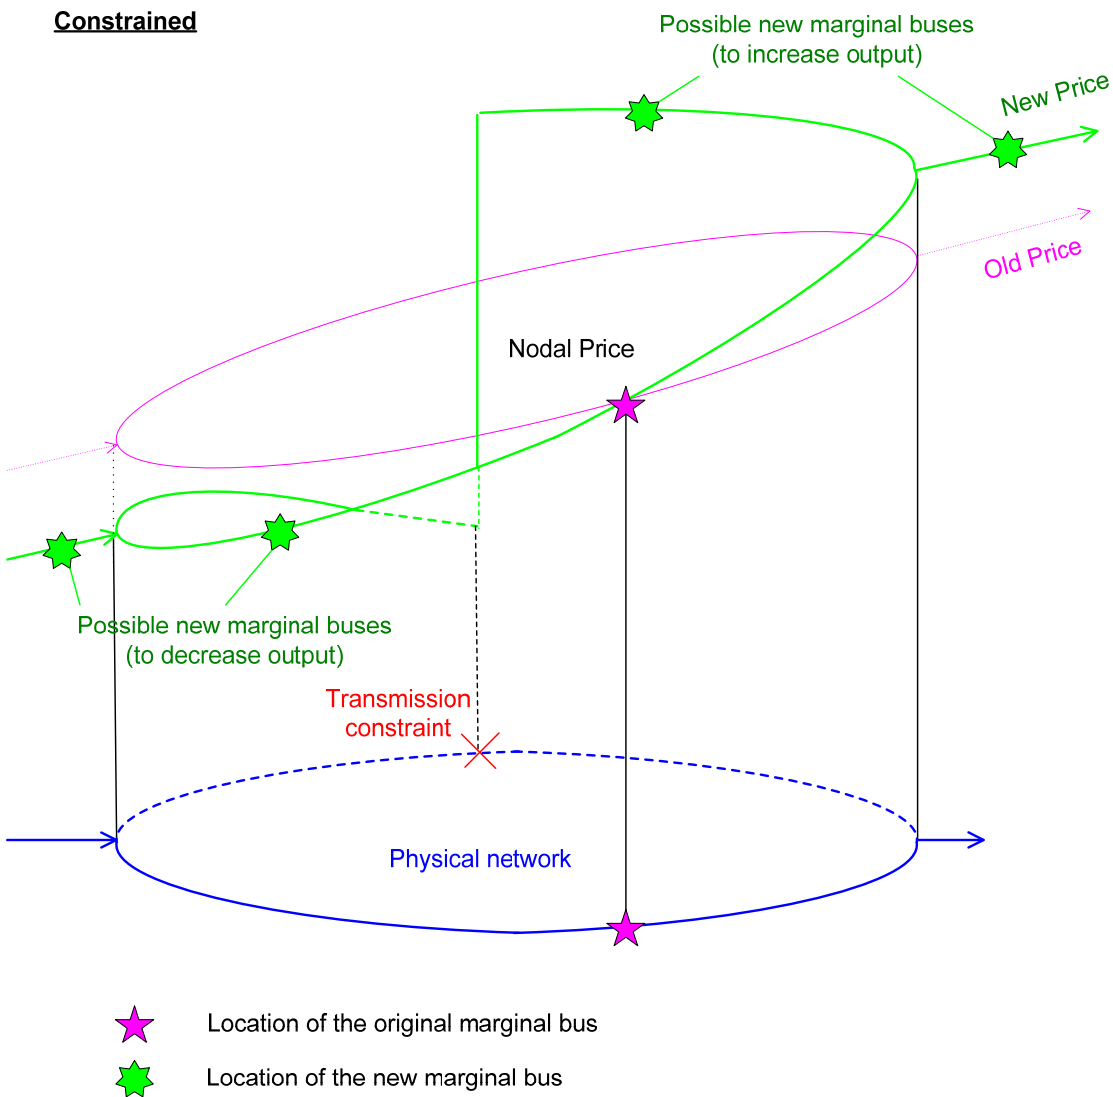 Constrained
Possible new marginal buses
(to increase output)
New Price
Old Price
Nodal Price
Possible new marginal buses
(to decrease output)
Transmission
constraint
Physical network
Location of the original marginal bus
Location of the new marginal bus